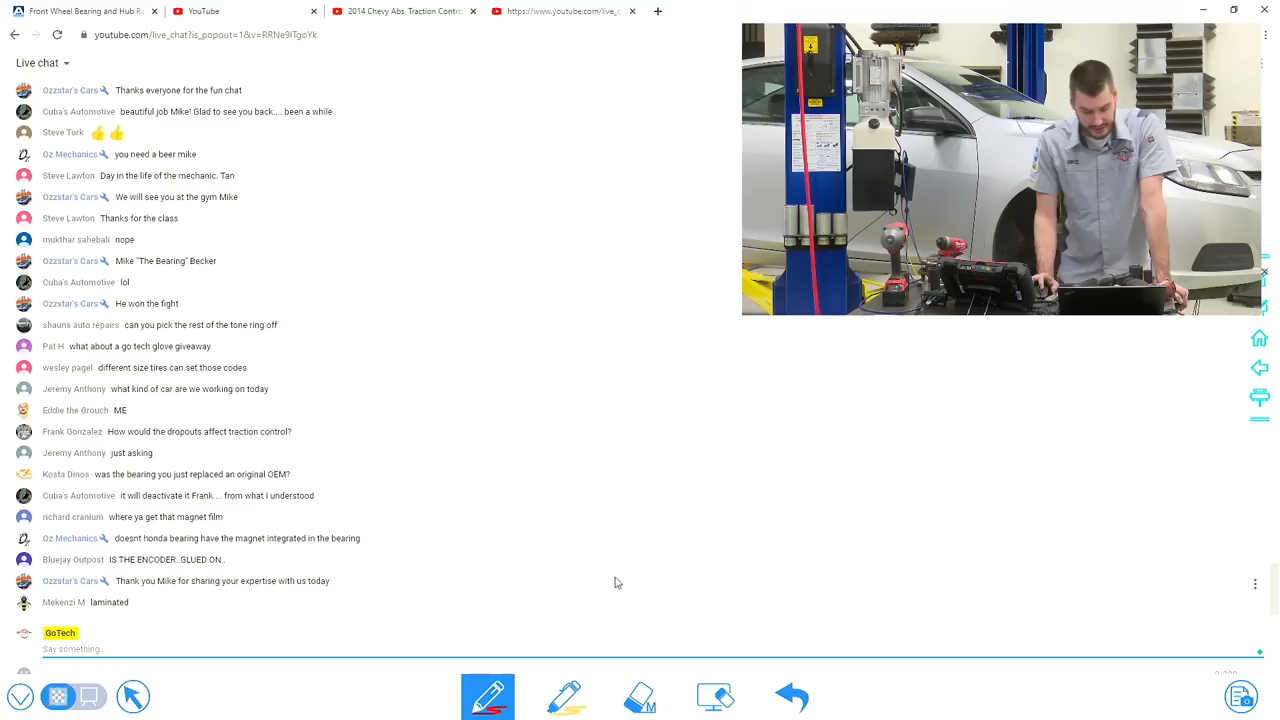 Front Wheel Bearing and Hub Re
YouTube
2014 Chevy Abs, Traction Contro
https://www.youtube.com/live_c
youtube.com/live_chat?is_popout=1&v=RRNe9ITgoYk
Live chat
Ozzstar's Cars Thanks everyone for the fun chat
Cuba's Automotive beautiful job Mike! Glad to see you back.... been a while
Steve Turk
Oz Mechanics you need a beer mike
Steve Lawton Day in the life of the mechanic. Tan
Ozzstar's Cars We will see you at the gym Mike
Steve Lawton Thanks for the class
mukthar sahebali nope
Ozzstar's Cars Mike "The Bearing" Becker
Cuba's Automotive lol
Ozzstar's Cars He won the fight
shauns auto repairs can you pick the rest of the tone ring off
Pat H what about a go tech glove giveaway
wesley pagel different size tires can set those codes
Jeremy Anthony what kind of car are we working on today
Eddie the Grouch ME
Frank Gonzalez How would the dropouts affect traction control?
Jeremy Anthony just asking
Kosta Dinos was the bearing you just replaced an original OEM?
Cuba's Automotive it will deactivate it Frank.... from what I understood
richard cranium where ya get that magnet film
Oz Mechanics doesnt honda bearing have the magnet integrated in the bearing
Bluejay Outpost IS THE ENCODER..GLUED ON..
Ozzstar's Cars Thank you Mike for sharing your expertise with us today
Mekenzi M laminated
GoTech
Say something...
M